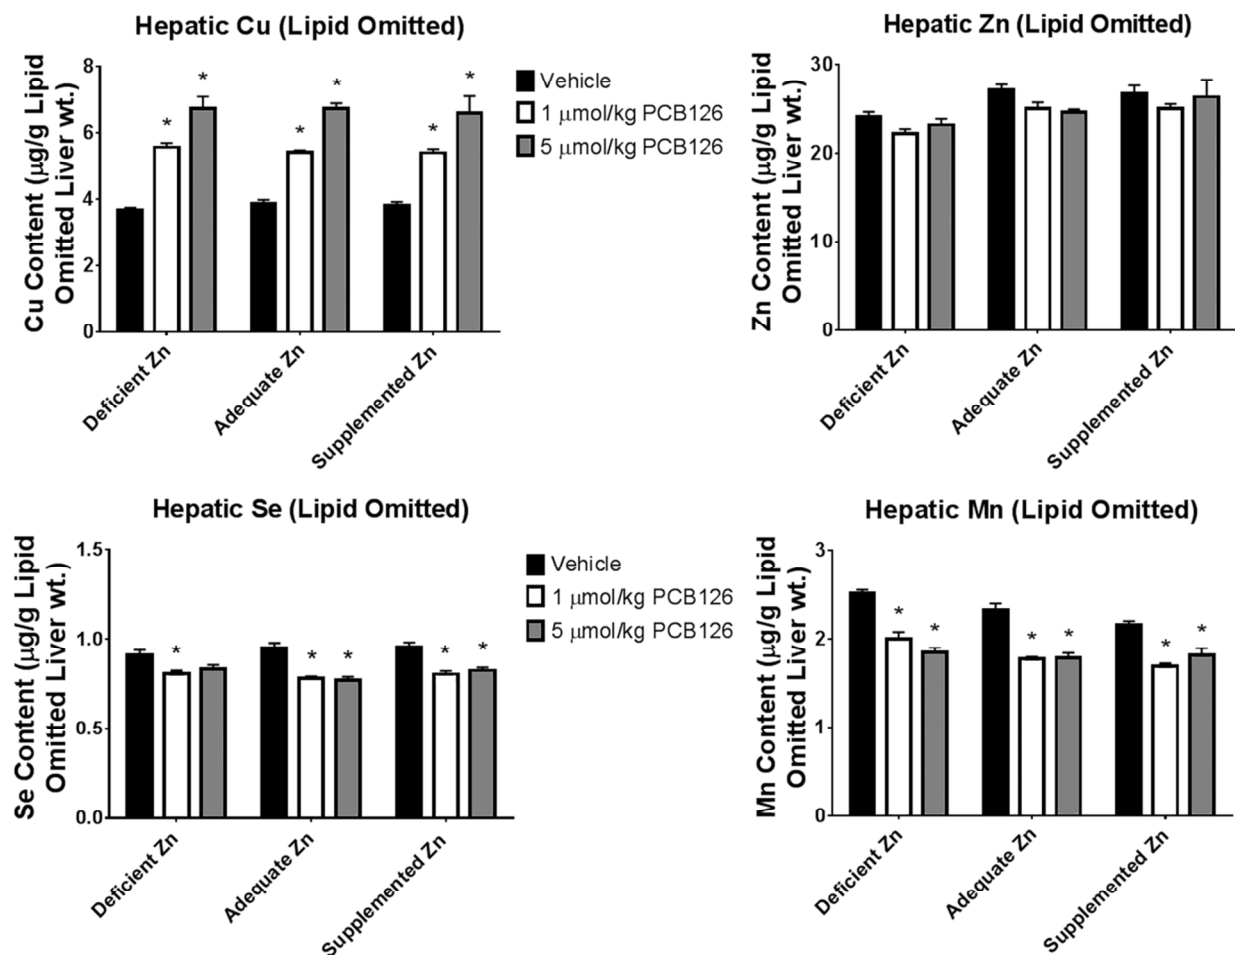 Hepatic Cu (Lipid Omitted)
Cu Content (μg/g Lipid
Omitted Liver wt.)
8
6
4
2
0
* * * * * *
Deficient Zn
Adequate Zn
Supplemented Zn
Vehicle
1 μmol/kg PCB126
5 μmol/kg PCB126
Hepatic Zn (Lipid Omitted)
Zn Content (μg/g Lipid
Omitted Liver wt.)
30
20
10
0
Deficient Zn
Adequate Zn
Supplemented Zn
Hepatic Se (Lipid Omitted)
Se Content (μg/g Lipid
Omitted Liver wt.)
1.5
1.0
0.5
0.0
* * * * *
Deficient Zn
Adequate Zn
Supplemented Zn
Vehicle
1 μmol/kg PCB126
5 μmol/kg PCB126
Hepatic Mn (Lipid Omitted)
Mn Content (μg/g Lipid
Omitted Liver wt.)
3
2
1
0
* * * * * *
Deficient Zn
Adequate Zn
Supplemented Zn